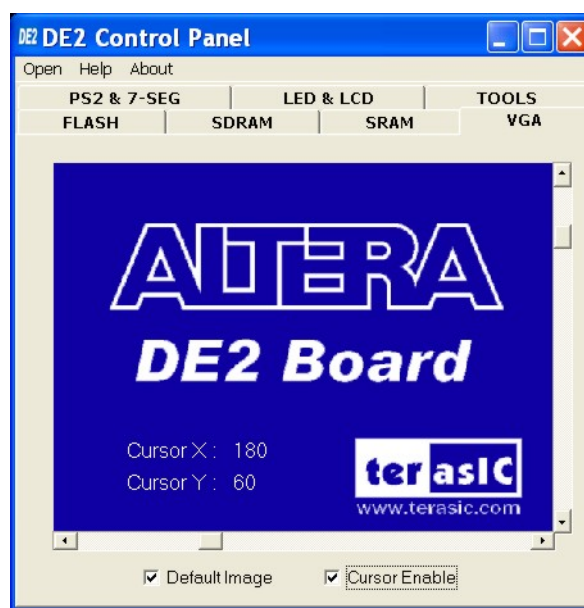 DE2 DE2 Control Panel
Open Help About
PS2 & 7-SEG LED & LCD TOOLS
FLASH SDRAM SRAM VGA
ALTERA
DE2 Board
Cursor X : 180
Cursor Y : 60
terasIC
www.terasic.com
Default Image Cursor Enable